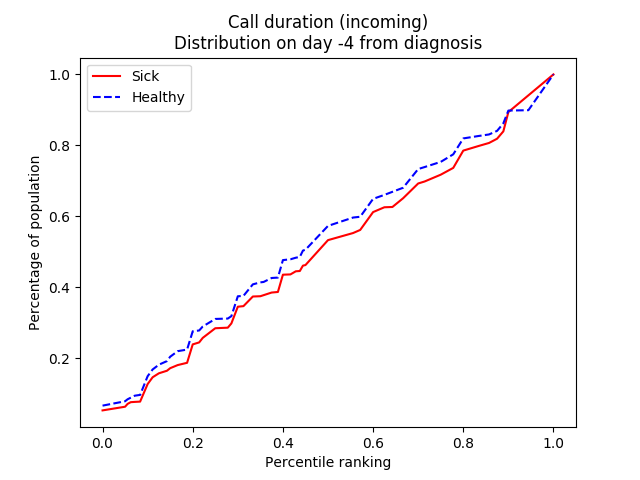 Call duration (incoming)
Distribution on day -4 from diagnosis
Sick
Healthy
Percentage of population
1.0
0.8
0.6
0.4
0.2
0.0 0.2 0.4 0.6 0.8 1.0
Percentile ranking